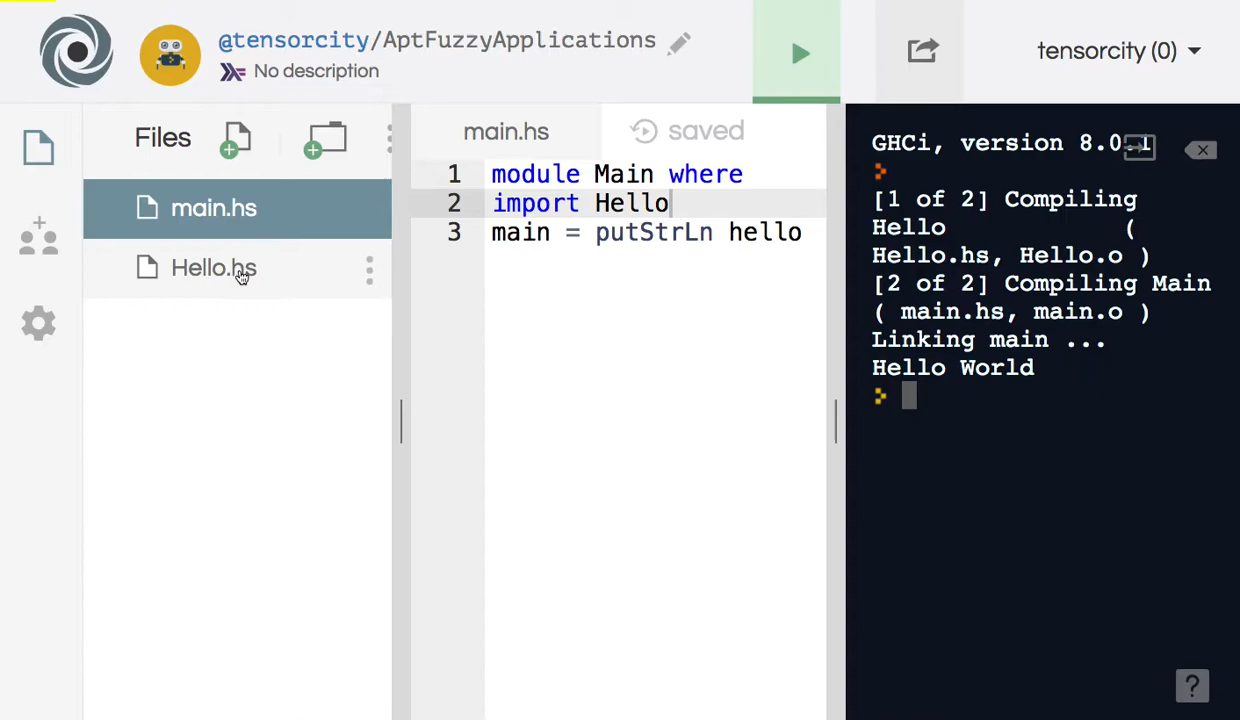 @tensorcity/AptFuzzyApplications
No description
tensorcity (0)
Files
main.hs
Hello.hs
main.hs
saved
1 module Main where
2 import Hello
3 main = putStrLn hello
GHCi, version 8.0.1
[1 of 2] Compiling
Hello (
Hello.hs, Hello.o )
[2 of 2] Compiling Main
( main.hs, main.o )
Linking main ...
Hello World
?